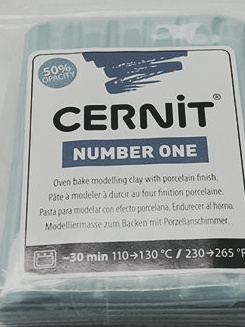 50%
OPACITY
CERNiT®
NUMBER ONE
Oven bake modelling clay with porcelain finish.
Pâte à modeler à durcir au four finition porcelaine.
Pasta para modelar con efecto porcelana. Endurecer al horno.
Modelliermasse zum Backen mit Porzellanschimmer.
~30 min 110→130 °C / 230→265 °F